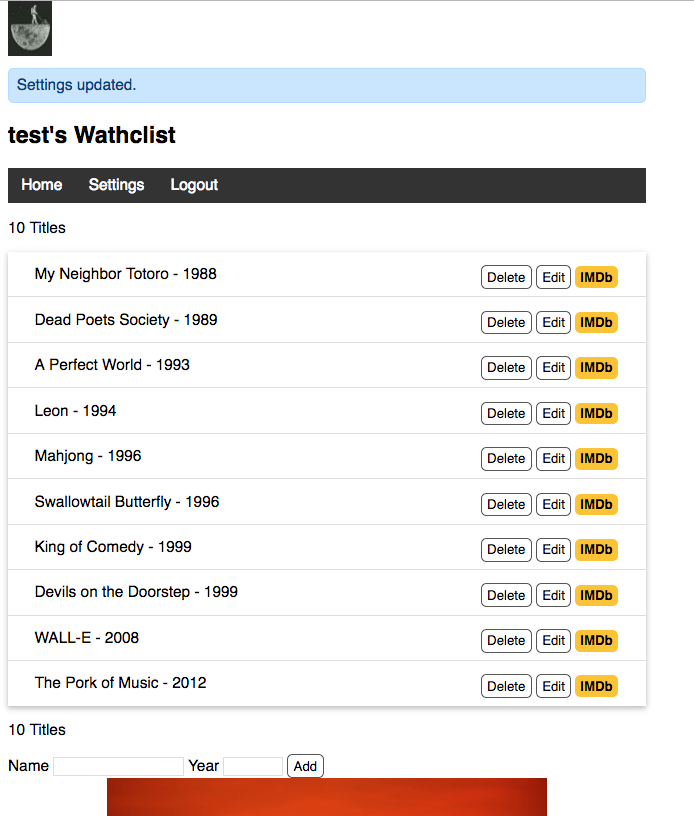 Settings updated.
test's Wathclist
Home Settings Logout
10 Titles
My Neighbor Totoro - 1988 Delete Edit IMDb
Dead Poets Society - 1989 Delete Edit IMDb
A Perfect World - 1993 Delete Edit IMDb
Leon - 1994 Delete Edit IMDb
Mahjong - 1996 Delete Edit IMDb
Swallowtail Butterfly - 1996 Delete Edit IMDb
King of Comedy - 1999 Delete Edit IMDb
Devils on the Doorstep - 1999 Delete Edit IMDb
WALL-E - 2008 Delete Edit IMDb
The Pork of Music - 2012 Delete Edit IMDb
10 Titles
Name Year Add